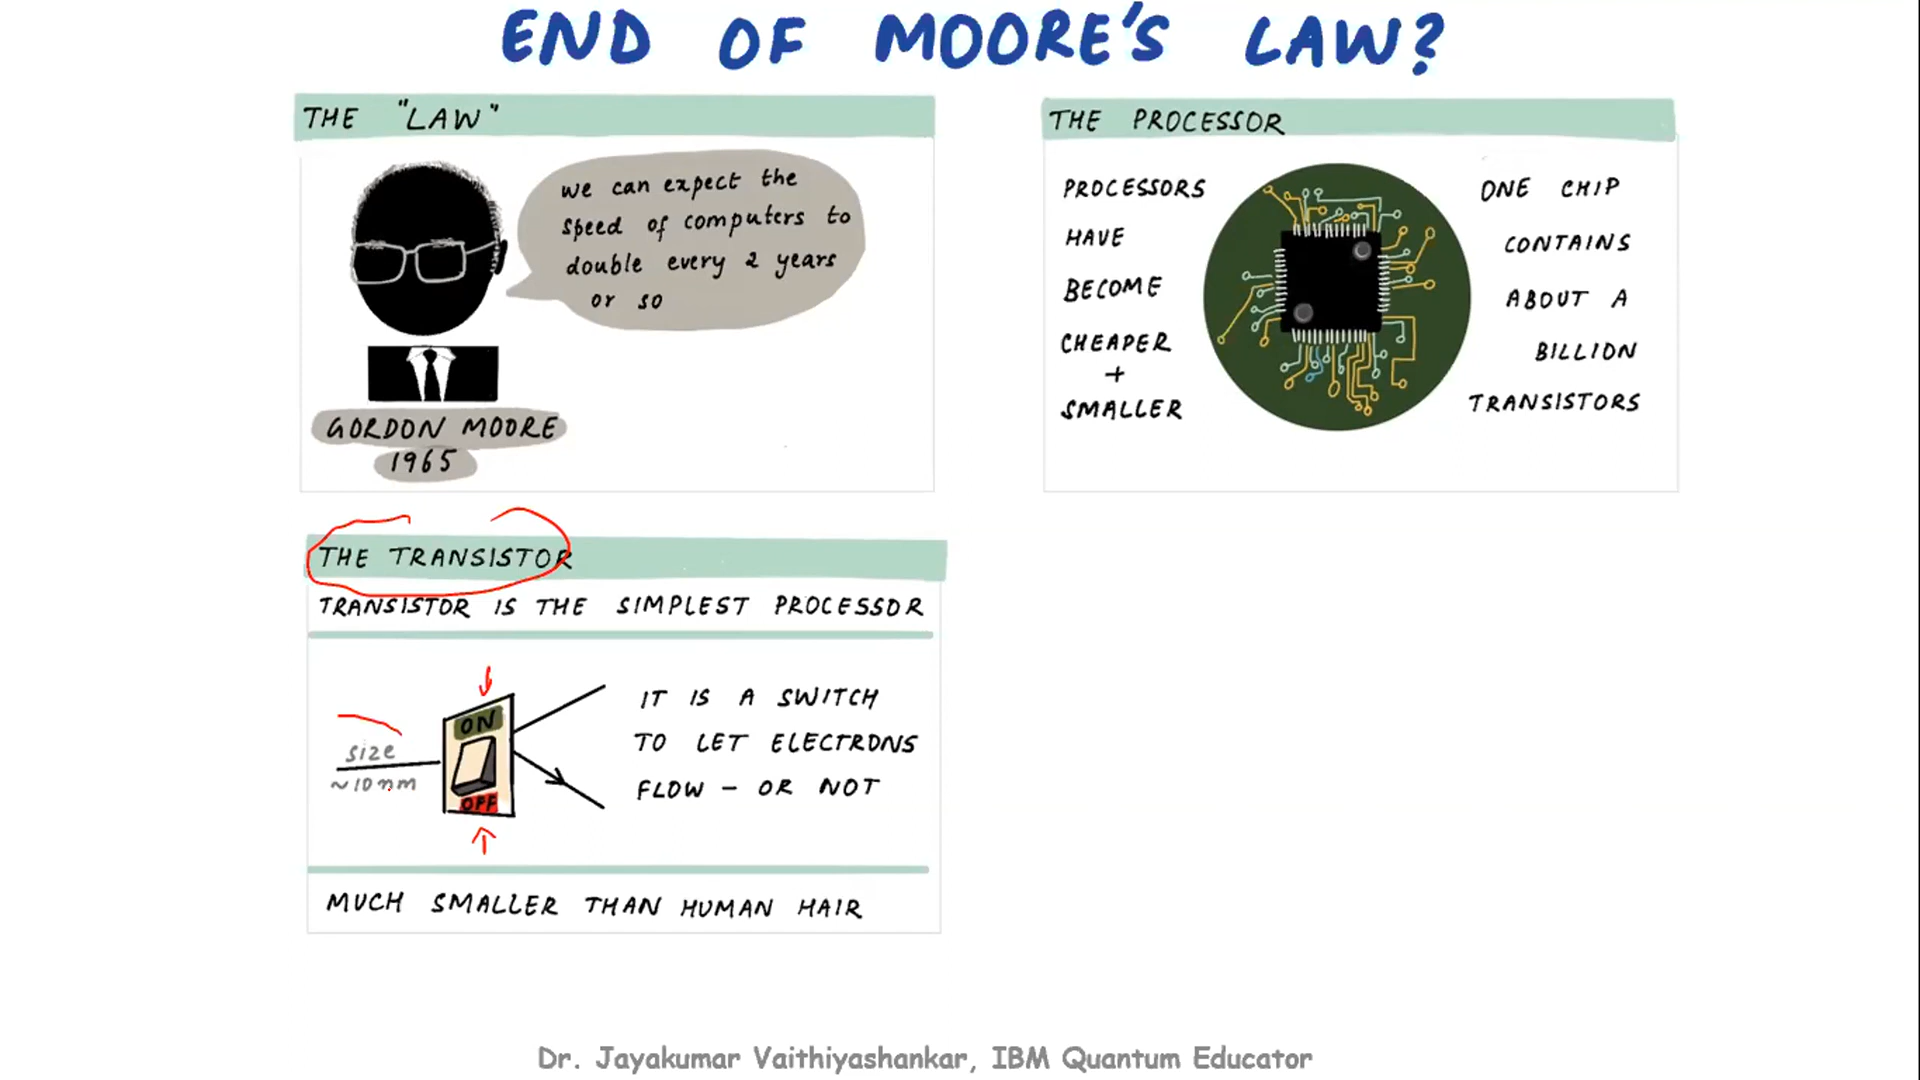 END OF MOORE'S LAW?
THE "LAW"
we can expect the
speed of computers to
double every 2 years
or so
GORDON MOORE
1965
THE PROCESSOR
PROCESSORS
HAVE
BECOME
CHEAPER
+
SMALLER
ONE CHIP
CONTAINS
ABOUT A
BILLION
TRANSISTORS
THE TRANSISTOR
TRANSISTOR IS THE SIMPLEST PROCESSOR
size
~10nm
ON
OFF
IT IS A SWITCH
TO LET ELECTRONS
FLOW - OR NOT
MUCH SMALLER THAN HUMAN HAIR
Dr. Jayakumar Vaithiyashankar, IBM Quantum Educator